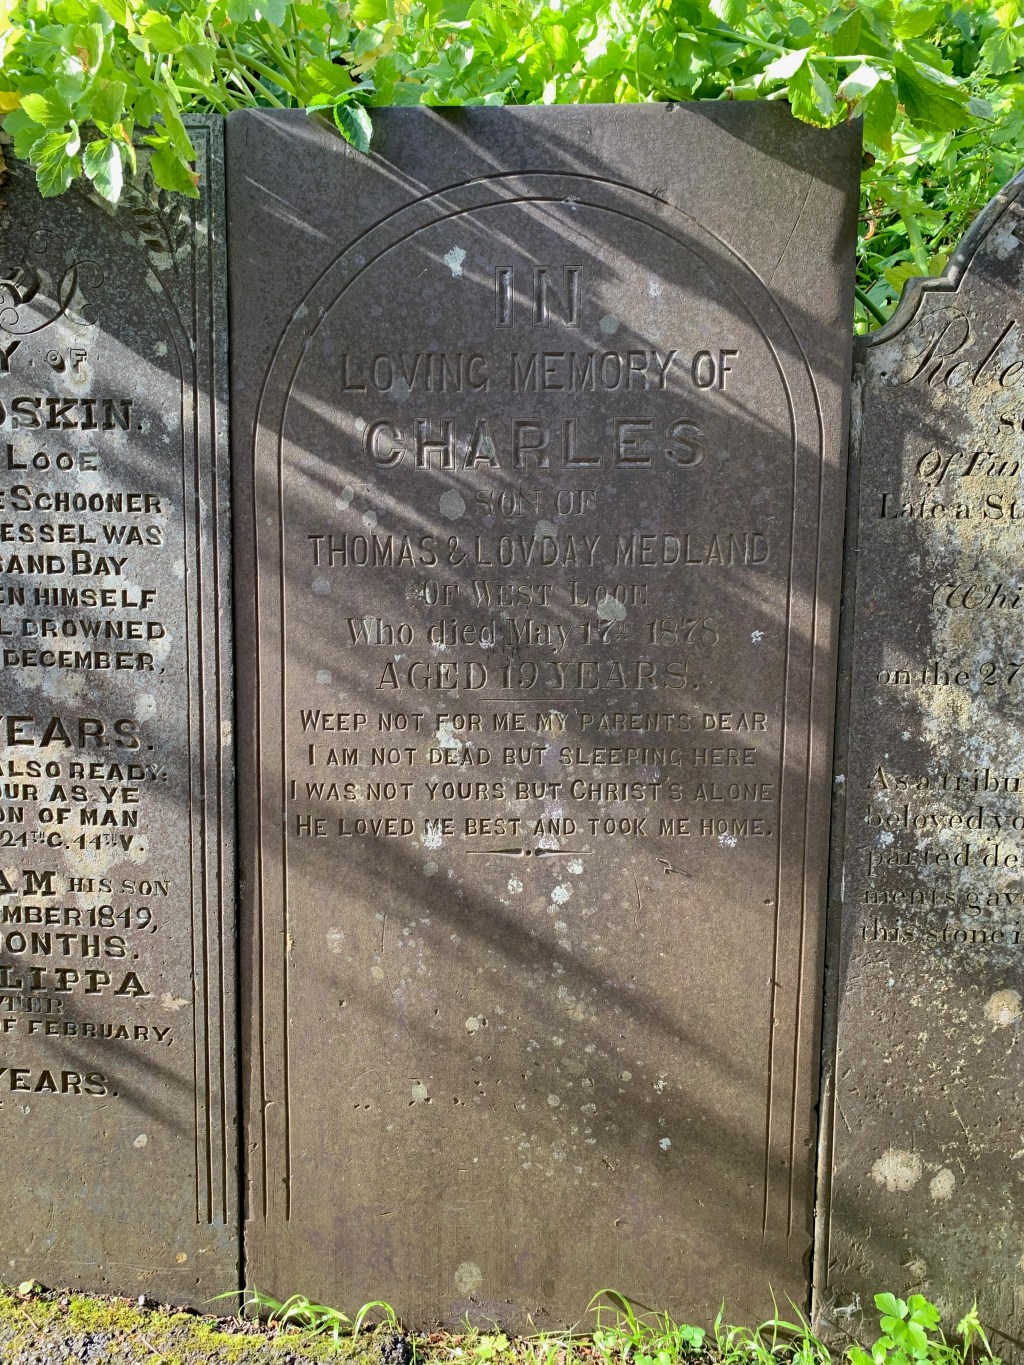 Y OF
OSKIN.
LOOE
E SCHOONER
ESSEL WAS
SAND BAY
EN HIMSELF
L DROWNED
DECEMBER,
YEARS.
ALSO READY:
OUR AS YE
ON OF MAN
24TH C. 44TH V.
AM HIS SON
MBER 1849,
ONTHS.
LIPPA
TER
OF FEBRUARY,
YEARS.
IN
LOVING MEMORY OF
CHARLES
SON OF
THOMAS & LOVDAY MEDLAND
OF WEST LOOE
Who died May 17th 1878
AGED 19 YEARS.
WEEP NOT FOR ME MY PARENTS DEAR
I AM NOT DEAD BUT SLEEPING HERE
I WAS NOT YOURS BUT CHRIST'S ALONE
HE LOVED ME BEST AND TOOK ME HOME.
Rebe
Late a St
(Whi
on the 27
As a tribu
beloved yo
parted de
ments gav
this stone i